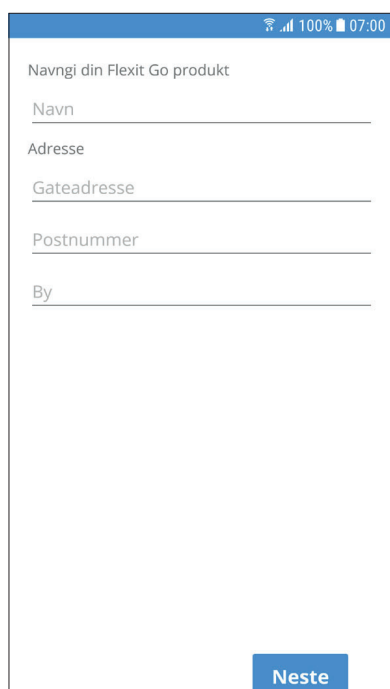 100% 07:00
Navngi din Flexit Go produkt
Navn
Adresse
Gateadresse
Postnummer
By
Neste